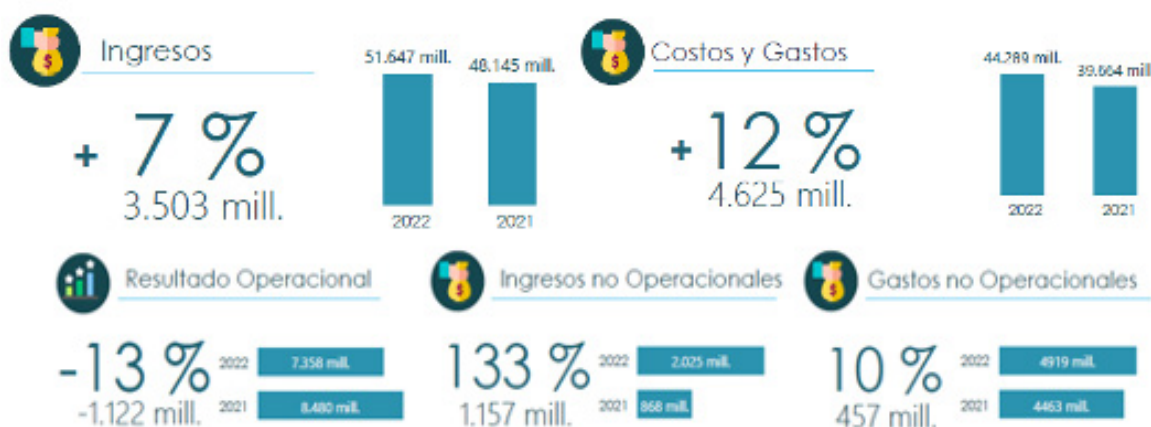 Ingresos
+ 7 %
3.503 mill.
51.647 mill.
48.145 mill.
2022
2021
Costos y Gastos
+ 12 %
4.625 mill.
44.289 mill.
39.664 mill
2022
2021
Resultado Operacional
-13 %
-1.122 mill.
2022
7.358 mill.
2021
8.480 mill.
Ingresos no Operacionales
133 %
1.157 mill.
2022
2.025 mill.
2021
868 mill.
Gastos no Operacionales
10 %
457 mill.
2022
4919 mill.
2021
4463 mill.